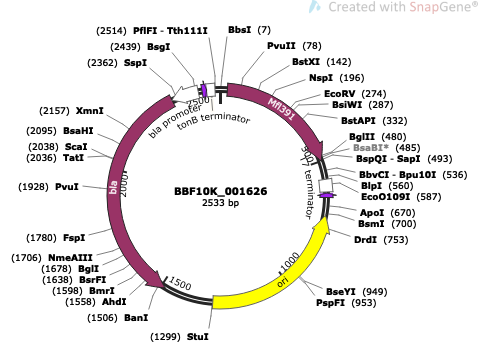 Created with SnapGene®
(2514) PflFI - Tth111I
BbsI (7)
(2439) BsgI
PvuII (78)
(2362) SspI
BstXI (142)
NspI (196)
EcoRV (274)
BsiWI (287)
BstAPI (332)
BglII (480)
BsaBI* (485)
BspQI - SapI (493)
BbvCI - Bpu10I (536)
BlpI (560)
EcoO109I (587)
ApoI (670)
BsmI (700)
DrdI (753)
BseYI (949)
PspFI (953)
(1299) StuI
(1506) BanI
(1558) AhdI
(1598) BmrI
(1638) BsrFI
(1678) BglI
(1706) NmeAIII
(1780) FspI
(1928) PvuI
(2036) TatI
(2038) ScaI
(2095) BsaHI
(2157) XmnI
bla promoter
tonB terminator
Mfl391
T7 terminator
ori
bla
500
1000
1500
2000
2500
BBF10K_001626
2533 bp